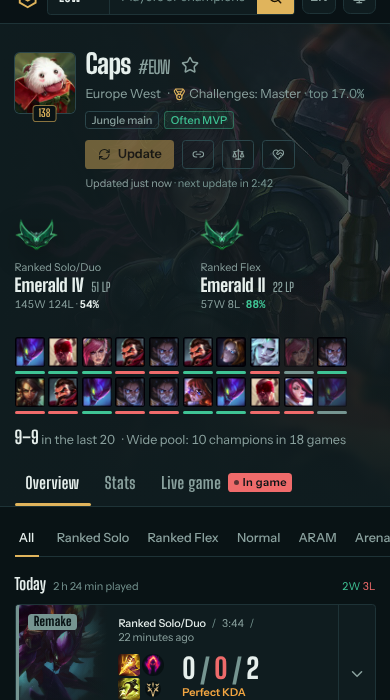 Caps #EUW
138
Europe West · Challenges: Master · top 17.0%
Jungle main Often MVP
Update
Updated just now · next update in 2:42
Ranked Solo/Duo
Emerald IV 51 LP
145W 124L · 54%
Ranked Flex
Emerald II 22 LP
57W 8L · 88%
9–9 in the last 20 · Wide pool: 10 champions in 18 games
Overview Stats Live game In game
All Ranked Solo Ranked Flex Normal ARAM Arena
Today 2 h 24 min played 2W 3L
Remake
Ranked Solo/Duo / 3:44 /
22 minutes ago
0 / 0 / 2
Perfect KDA